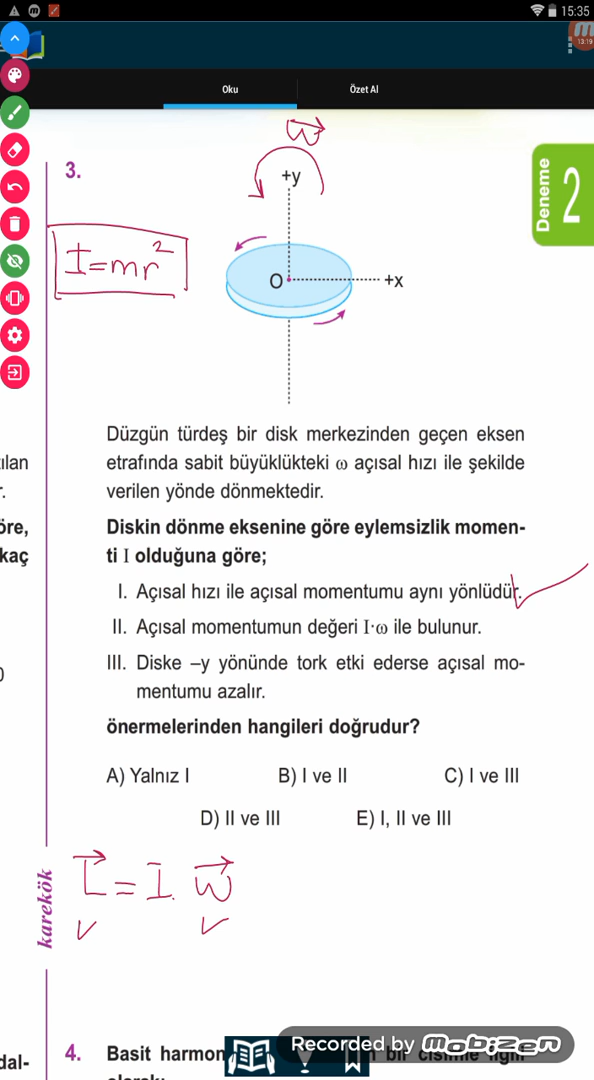 15:35
13:19
Oku
Özet Al
ω
3.
+y
Deneme
2
I=mr²
O
+x
Düzgün türdeş bir disk merkezinden geçen eksen
etrafında sabit büyüklükteki ω açısal hızı ile şekilde
verilen yönde dönmektedir.
ılan
r.
öre,
kaç
Diskin dönme eksenine göre eylemsizlik momen-
ti I olduğuna göre;
I. Açısal hızı ile açısal momentumu aynı yönlüdür.
II. Açısal momentumun değeri I·ω ile bulunur.
III. Diske –y yönünde tork etki ederse açısal mo-
mentumu azalır.
önermelerinden hangileri doğrudur?
A) Yalnız I
B) I ve II
C) I ve III
D) II ve III
E) I, II ve III
L = I. ω
karekök
4. Basit harmon
dal-
Recorded by mobizen